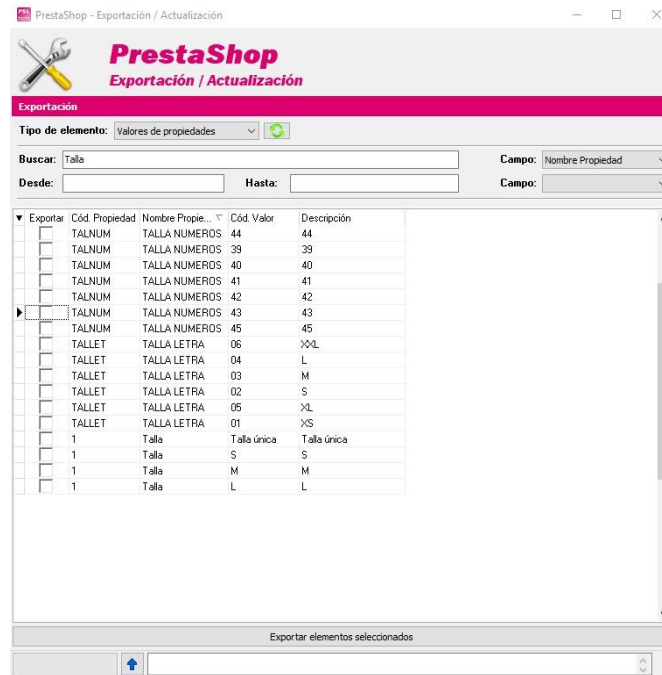 PrestaShop - Exportación / Actualización
PrestaShop
Exportación / Actualización
Exportación
Tipo de elemento: Valores de propiedades
Buscar: Talla Campo: Nombre Propiedad
Desde: Hasta: Campo:
Exportar Cód. Propiedad Nombre Propie... Cód. Valor Descripción
TALNUM TALLA NUMEROS 44 44
TALNUM TALLA NUMEROS 39 39
TALNUM TALLA NUMEROS 40 40
TALNUM TALLA NUMEROS 41 41
TALNUM TALLA NUMEROS 42 42
TALNUM TALLA NUMEROS 43 43
TALNUM TALLA NUMEROS 45 45
TALLET TALLA LETRA 06 XXL
TALLET TALLA LETRA 04 L
TALLET TALLA LETRA 03 M
TALLET TALLA LETRA 02 S
TALLET TALLA LETRA 05 XL
TALLET TALLA LETRA 01 XS
1 Talla Talla única Talla única
1 Talla S S
1 Talla M M
1 Talla L L
Exportar elementos seleccionados